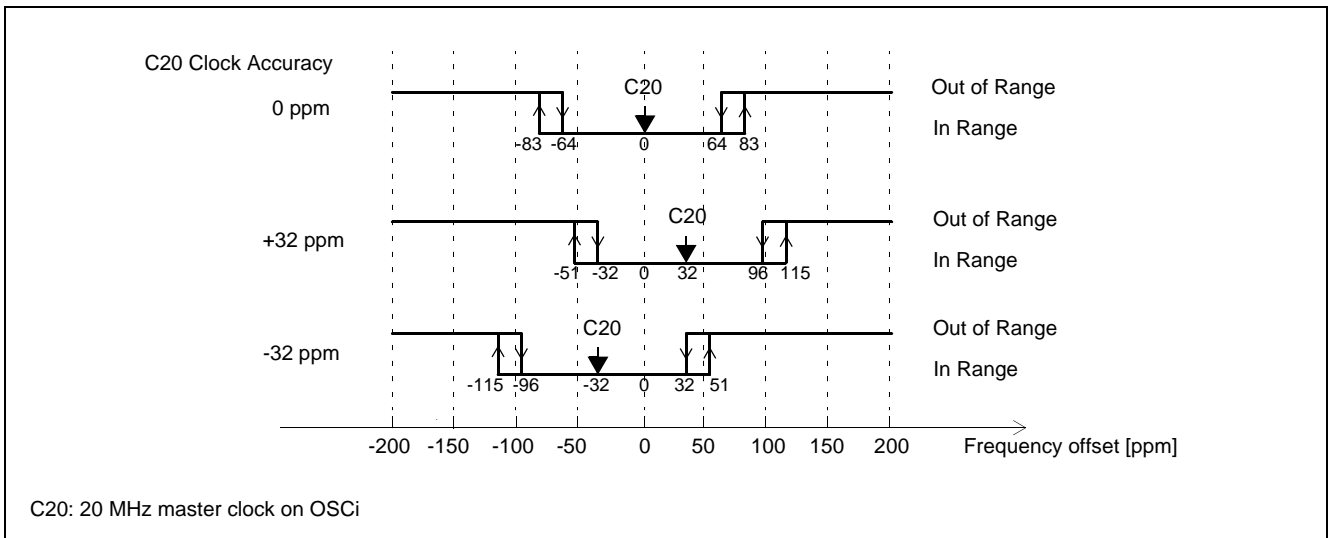 C20 Clock Accuracy
0 ppm
C20
Out of Range
In Range
-83 -64 0 64 83
+32 ppm
C20
Out of Range
In Range
-51 -32 0 32 96 115
-32 ppm
C20
Out of Range
In Range
-115 -96 -32 0 32 51
-200 -150 -100 -50 0 50 100 150 200 Frequency offset [ppm]
C20: 20 MHz master clock on OSCi